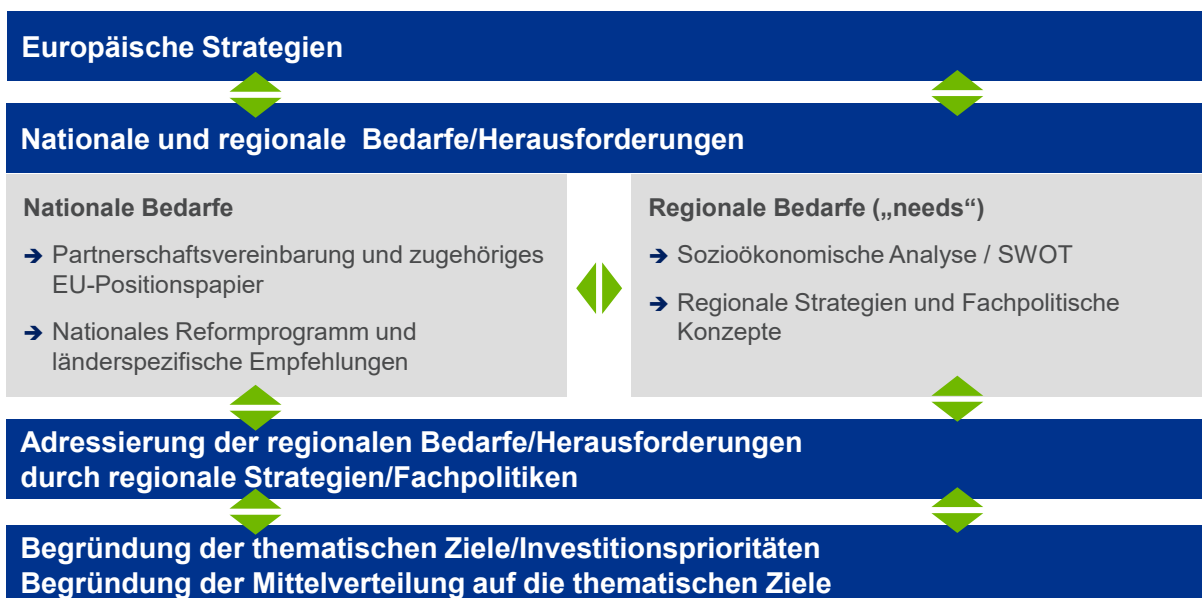 Europäische Strategien
Nationale und regionale Bedarfe/Herausforderungen
Nationale Bedarfe
➔ Partnerschaftsvereinbarung und zugehöriges
EU-Positionspapier
➔ Nationales Reformprogramm und
länderspezifische Empfehlungen
Regionale Bedarfe („needs“)
➔ Sozioökonomische Analyse / SWOT
➔ Regionale Strategien und Fachpolitische
Konzepte
Adressierung der regionalen Bedarfe/Herausforderungen
durch regionale Strategien/Fachpolitiken
Begründung der thematischen Ziele/Investitionsprioritäten
Begründung der Mittelverteilung auf die thematischen Ziele